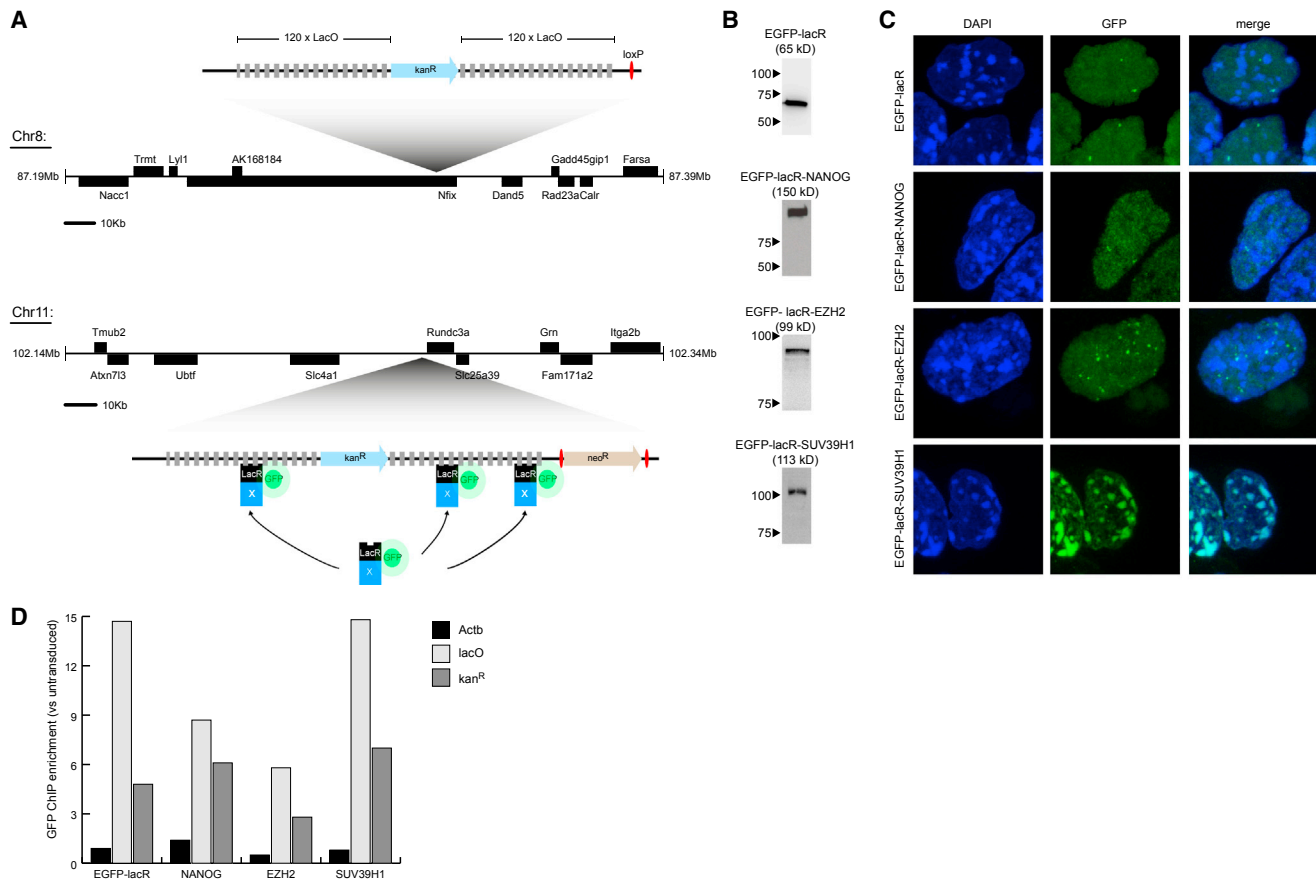 A
120 x LacO
120 x LacO
loxP
kanR
Chr8:
Trmt
Lyl1
AK168184
Gadd45gip1
Farsa
87.19Mb
87.39Mb
Nacc1
Nfix
Dand5
Rad23a
Calr
10Kb
Chr11:
Tmub2
Rundc3a
Grn
Itga2b
102.14Mb
102.34Mb
Atxn7l3
Ubtf
Slc4a1
Slc25a39
Fam171a2
10Kb
kanR
neoR
LacR
GFP
X
LacR
GFP
X
LacR
GFP
X
LacR
GFP
X
B
EGFP-lacR
(65 kD)
100
75
50
EGFP-lacR-NANOG
(150 kD)
75
50
EGFP- lacR-EZH2
(99 kD)
100
75
EGFP-lacR-SUV39H1
(113 kD)
100
75
C
DAPI
GFP
merge
EGFP-lacR
EGFP-lacR-NANOG
EGFP-lacR-EZH2
EGFP-lacR-SUV39H1
D
GFP ChIP enrichment (vs untransduced)
15
12
9
6
3
0
EGFP-lacR
NANOG
EZH2
SUV39H1
Actb
lacO
kanR